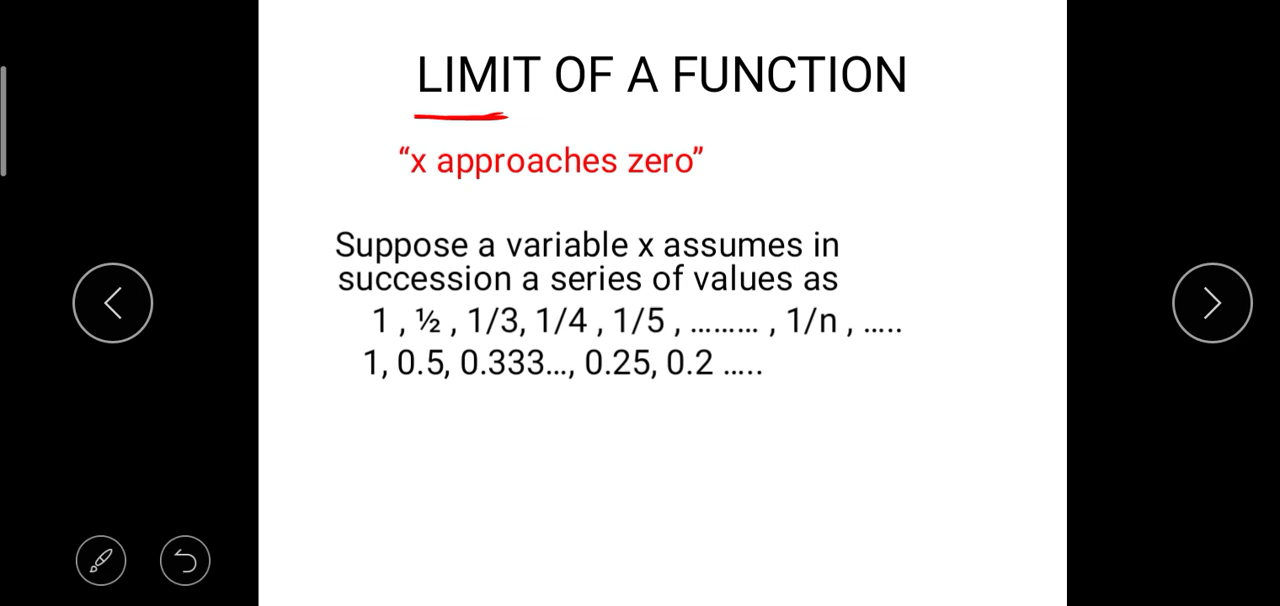 LIMIT OF A FUNCTION
“x approaches zero”
Suppose a variable x assumes in
succession a series of values as
1 , ½ , 1/3, 1/4 , 1/5 , ……… , 1/n , …..
1, 0.5, 0.333…, 0.25, 0.2 …..